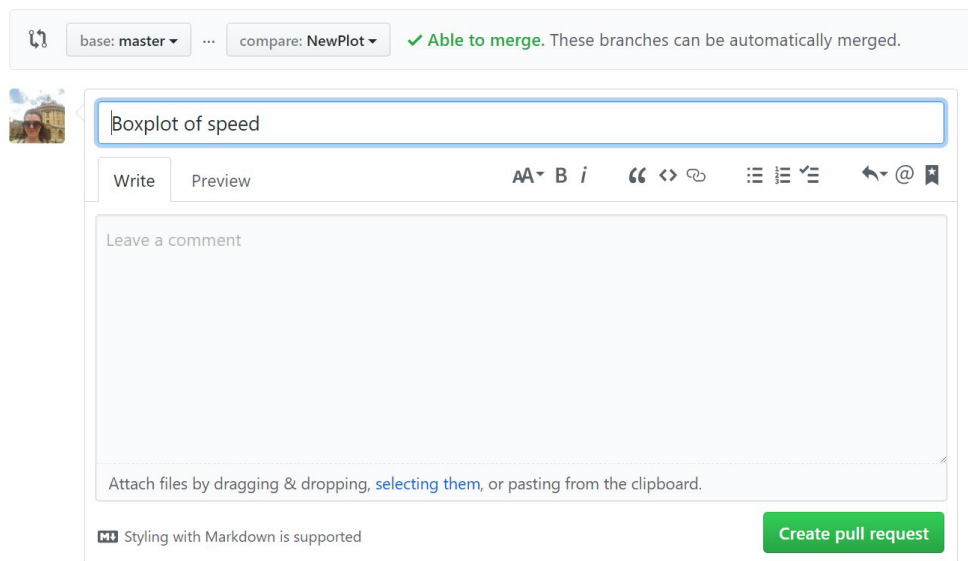 base: master ... compare: NewPlot ✓ Able to merge. These branches can be automatically merged.
Boxplot of speed
Write Preview AA B i “ <> @
Leave a comment
Attach files by dragging & dropping, selecting them, or pasting from the clipboard.
M↓ Styling with Markdown is supported
Create pull request